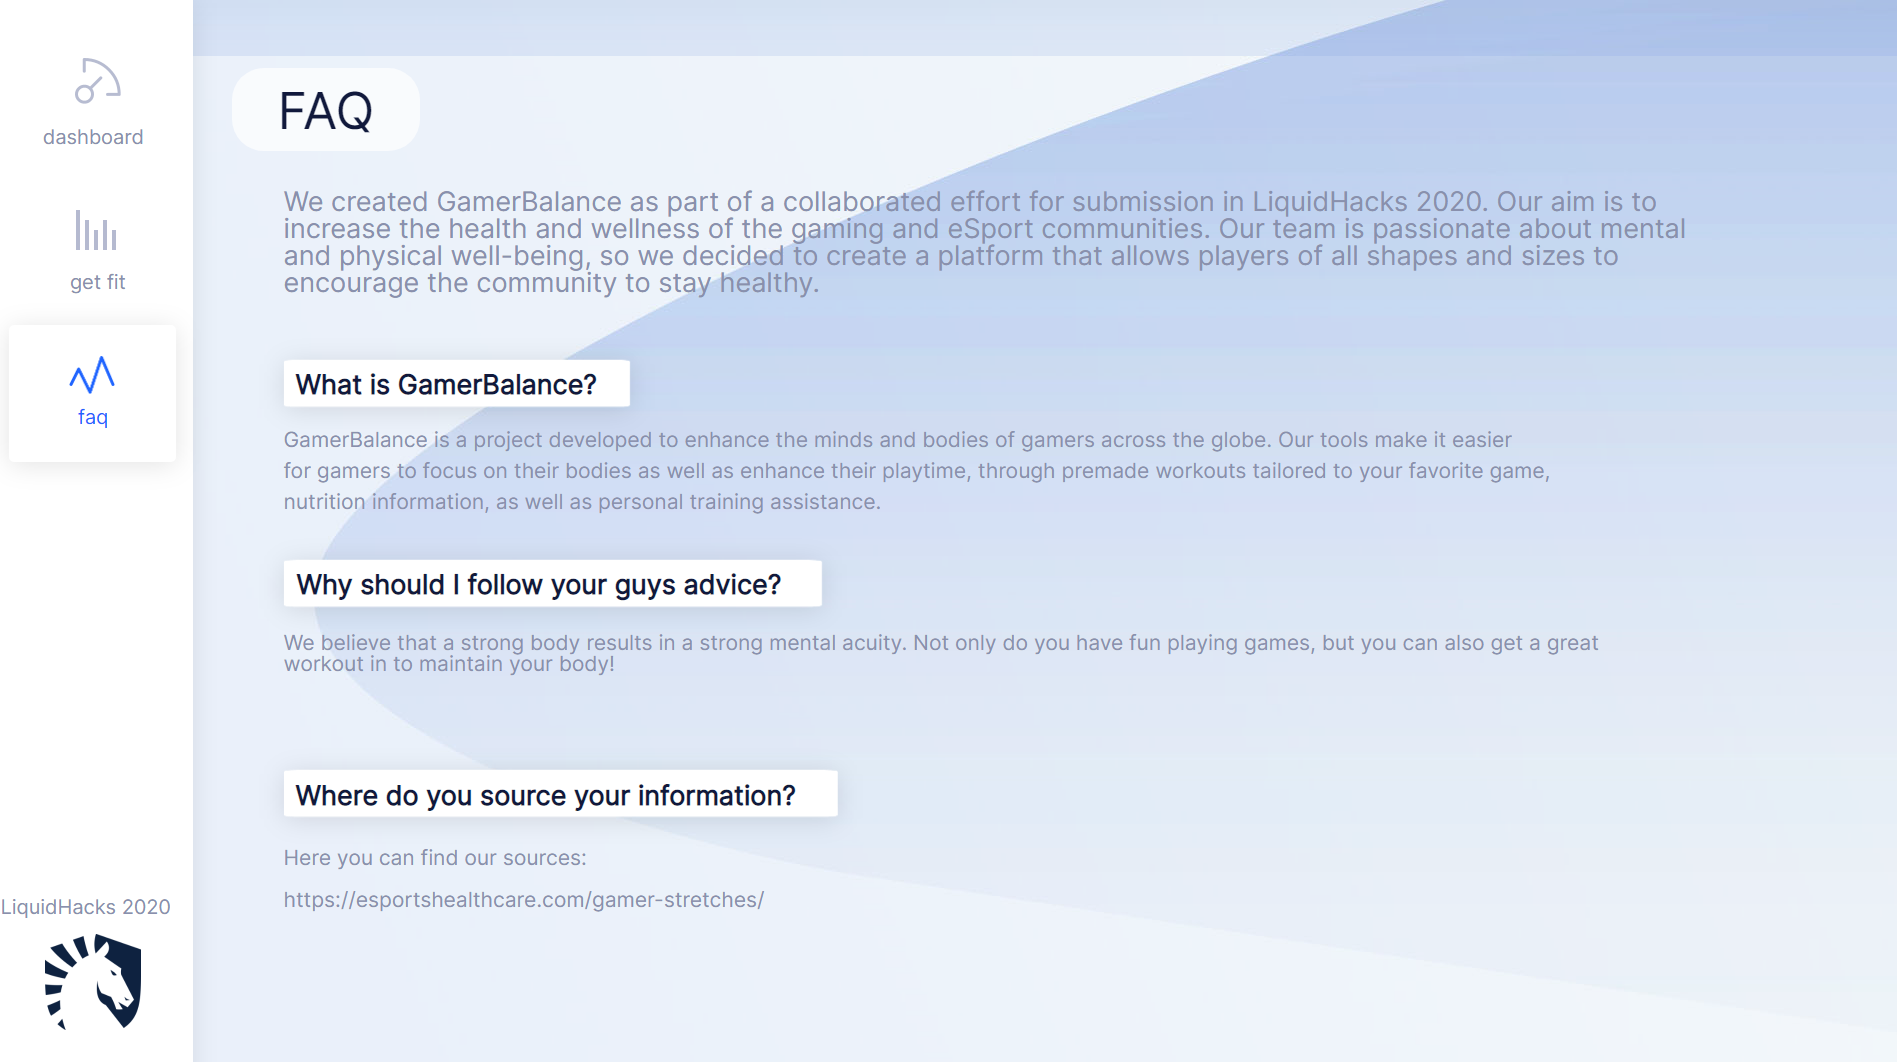 dashboard
get fit
faq
LiquidHacks 2020
FAQ
We created GamerBalance as part of a collaborated effort for submission in LiquidHacks 2020. Our aim is to
increase the health and wellness of the gaming and eSport communities. Our team is passionate about mental
and physical well-being, so we decided to create a platform that allows players of all shapes and sizes to
encourage the community to stay healthy.
What is GamerBalance?
GamerBalance is a project developed to enhance the minds and bodies of gamers across the globe. Our tools make it easier
for gamers to focus on their bodies as well as enhance their playtime, through premade workouts tailored to your favorite game,
nutrition information, as well as personal training assistance.
Why should I follow your guys advice?
We believe that a strong body results in a strong mental acuity. Not only do you have fun playing games, but you can also get a great
workout in to maintain your body!
Where do you source your information?
Here you can find our sources:
https://esportshealthcare.com/gamer-stretches/